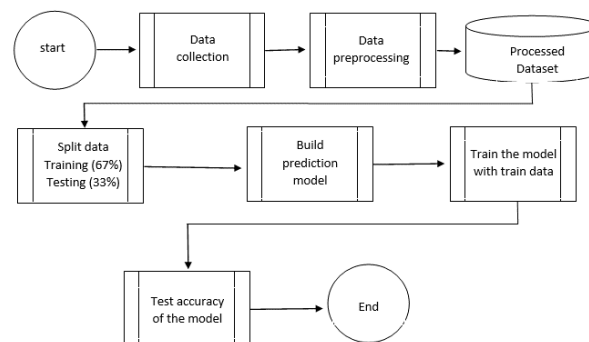 start
Data
collection
Data
preprocessing
Processed
Dataset
Split data
Training (67%)
Testing (33%)
Build
prediction
model
Train the model
with train data
Test accuracy
of the model
End